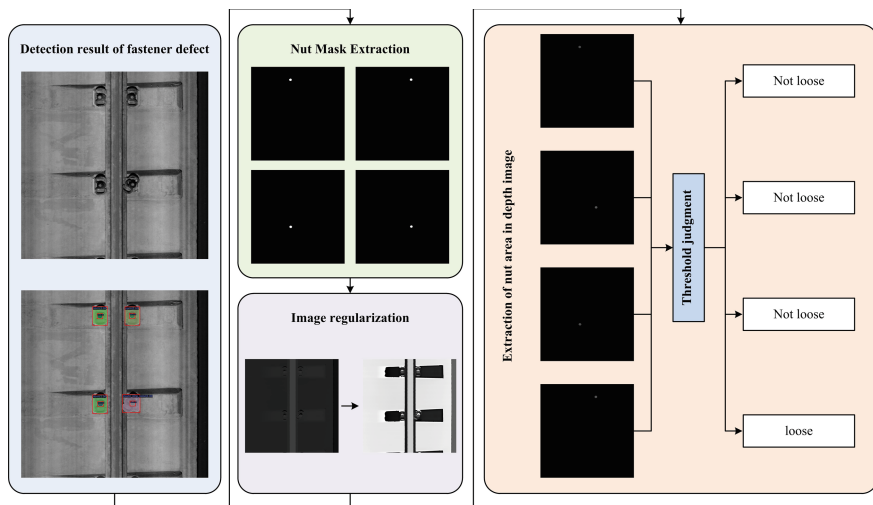 Detection result of fastener defect
Nut Mask Extraction
Image regularization
Extraction of nut area in depth image
Threshold judgment
Not loose
Not loose
Not loose
loose